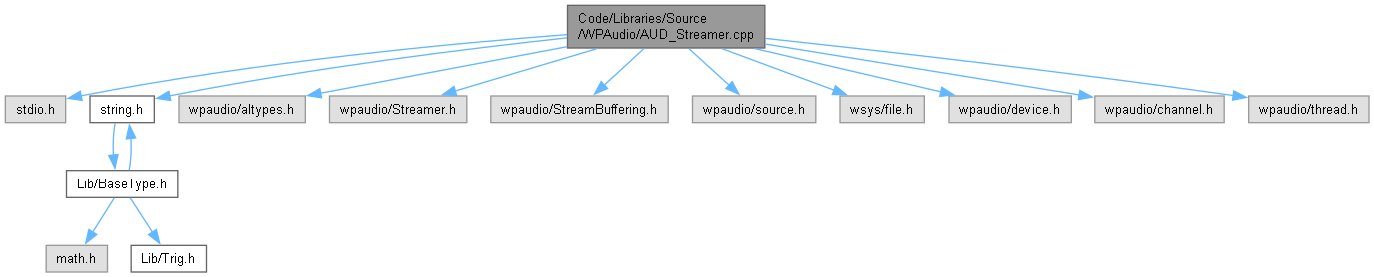 Code/Libraries/Source
/WPAudio/AUD_Streamer.cpp
stdio.h
string.h
wpaudio/altypes.h
wpaudio/Streamer.h
wpaudio/StreamBuffering.h
wpaudio/source.h
wsys/file.h
wpaudio/device.h
wpaudio/channel.h
wpaudio/thread.h
Lib/BaseType.h
math.h
Lib/Trig.h